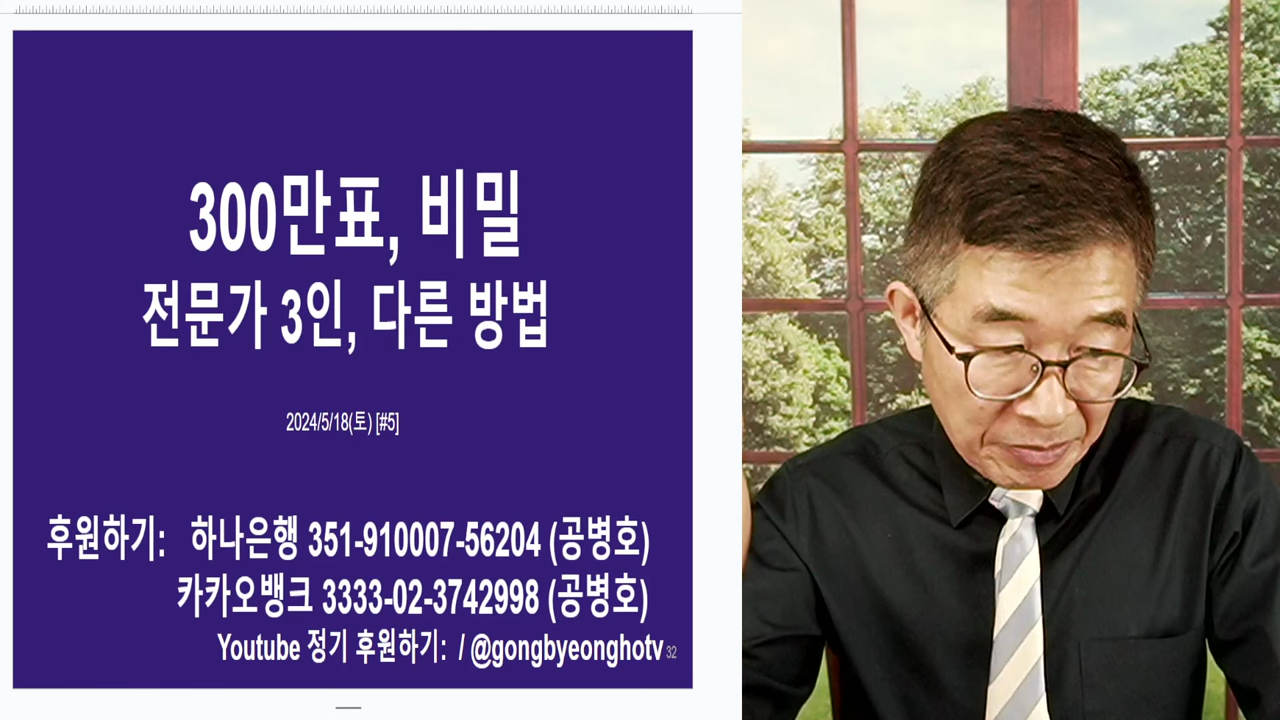 300만표, 비밀
전문가 3인, 다른 방법
2024/5/18(토) [#5]
후원하기: 하나은행 351-910007-56204 (공병호)
카카오뱅크 3333-02-3742998 (공병호)
Youtube 정기 후원하기: / @gongbyeonghotv
32